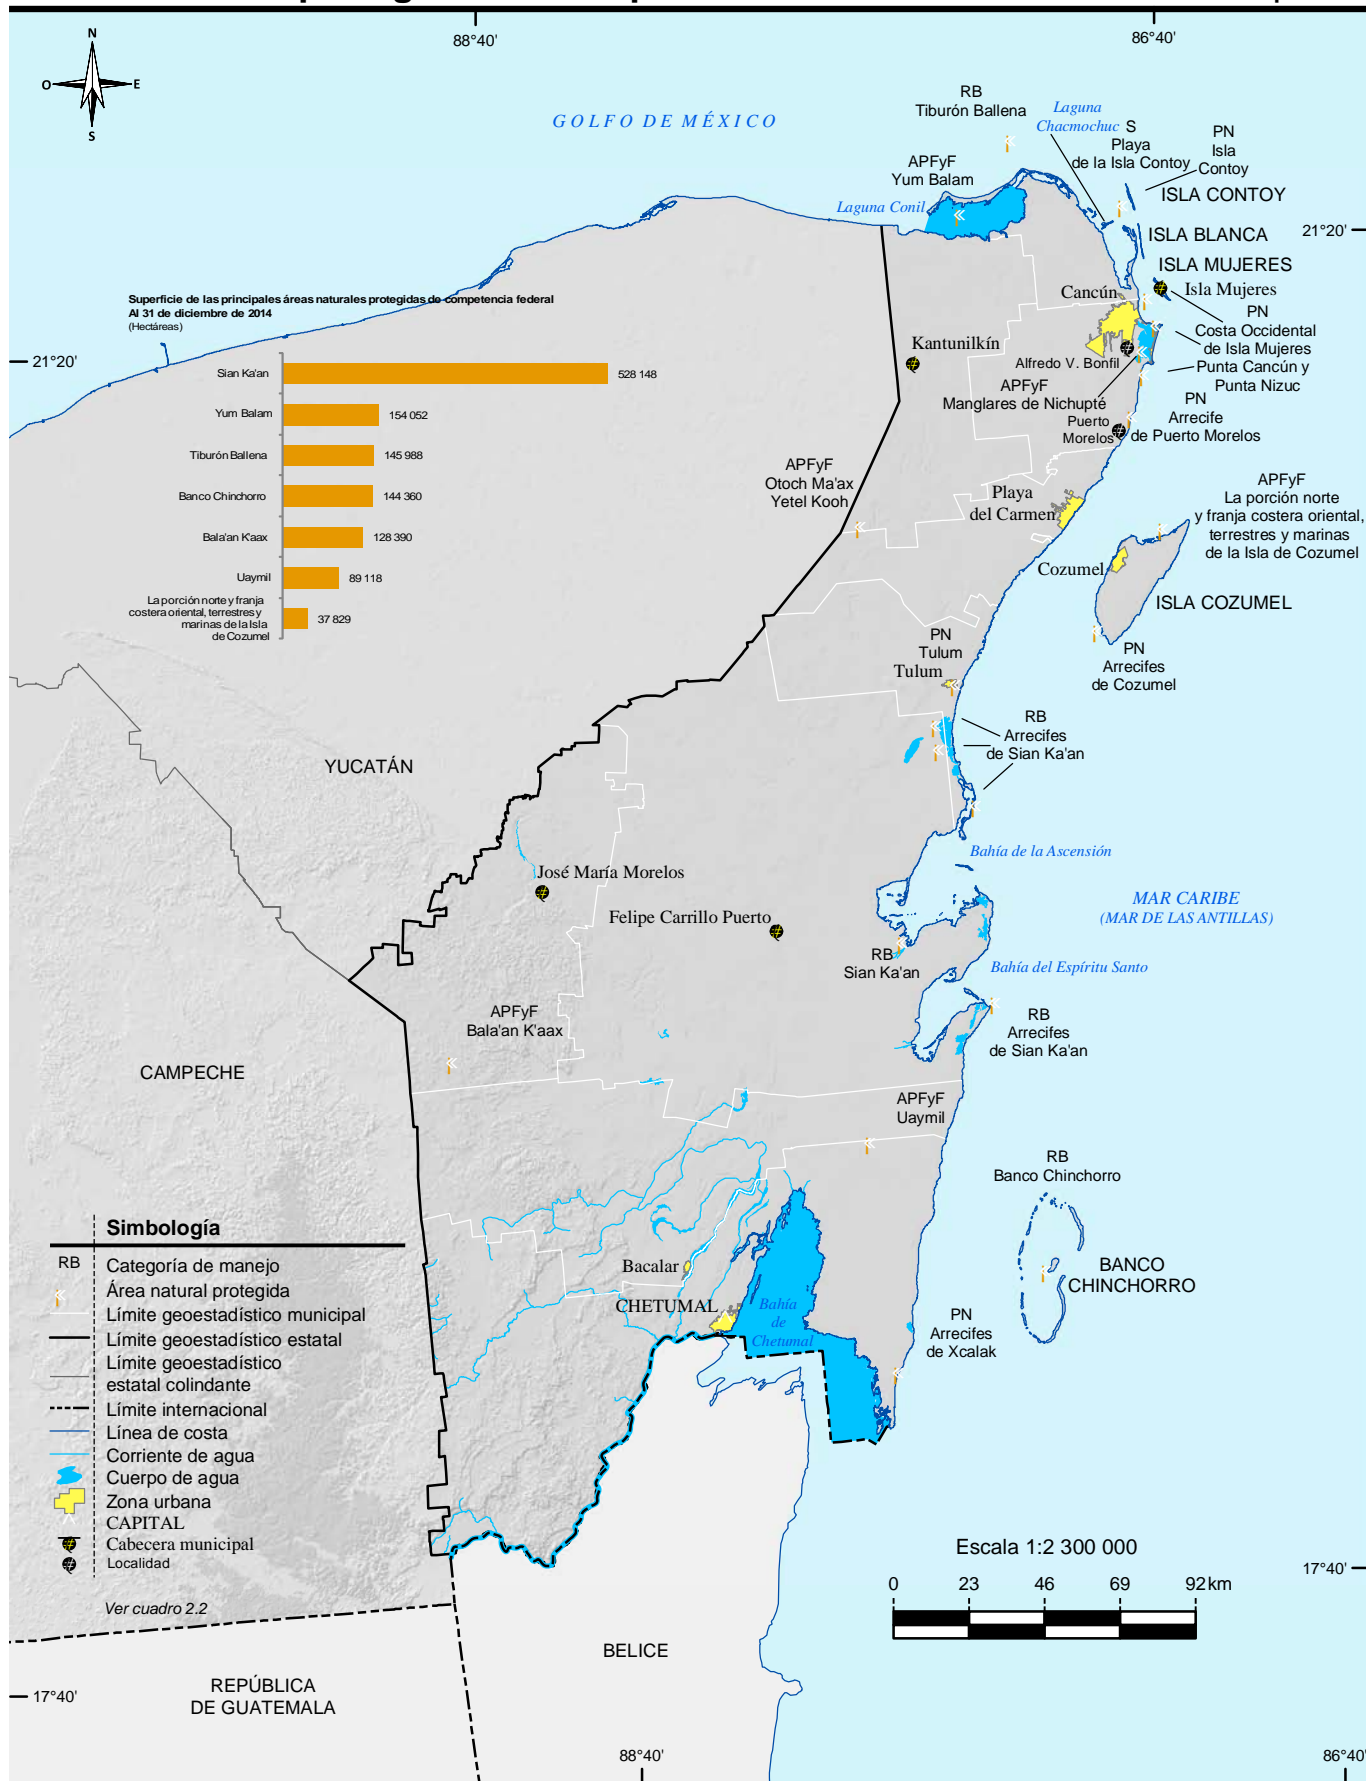 88°40'
86°40'
N
O
E
S
GOLFO DE MÉXICO
RB
Tiburón Ballena
Laguna
Chacmochuc
S
Playa
de la Isla Contoy
PN
Isla
Contoy
APFyF
Yum Balam
ISLA CONTOY
Laguna Conil
21°20'
ISLA BLANCA
ISLA MUJERES
Isla Mujeres
Cancún
PN
Costa Occidental
de Isla Mujeres
Punta Cancún y
Punta Nizuc
Superficie de las principales áreas naturales protegidas de competencia federal
Al 31 de diciembre de 2014
(Hectáreas)
21°20'
Sian Ka'an
528 148
Yum Balam
154 052
Tiburón Ballena
145 988
Banco Chinchorro
144 360
Bala'an K'aax
128 390
Uaymil
89 118
La porción norte y franja
costera oriental, terrestres y
marinas de la Isla
de Cozumel
37 829
Kantunilkín
Alfredo V. Bonfil
APFyF
Manglares de Nichupté
Puerto
Morelos
PN
Arrecife
de Puerto Morelos
APFyF
Otoch Ma'ax
Yetel Kooh
Playa
del Carmen
APFyF
La porción norte
y franja costera oriental,
terrestres y marinas
de la Isla de Cozumel
Cozumel
ISLA COZUMEL
PN
Tulum
Tulum
PN
Arrecifes
de Cozumel
RB
Arrecifes
de Sian Ka'an
YUCATÁN
Bahía de la Ascensión
José María Morelos
MAR CARIBE
(MAR DE LAS ANTILLAS)
Felipe Carrillo Puerto
RB
Sian Ka'an
Bahía del Espíritu Santo
APFyF
Bala'an K'aax
RB
Arrecifes
de Sian Ka'an
CAMPECHE
APFyF
Uaymil
RB
Banco Chinchorro
BANCO
CHINCHORRO
Bacalar
CHETUMAL
Bahía
de
Chetumal
PN
Arrecifes
de Xcalak
Simbología
RB
Categoría de manejo
Área natural protegida
Límite geoestadístico municipal
Límite geoestadístico estatal
Límite geoestadístico
estatal colindante
Límite internacional
Línea de costa
Corriente de agua
Cuerpo de agua
Zona urbana
CAPITAL
Cabecera municipal
Localidad
Ver cuadro 2.2
Escala 1:2 300 000
0 23 46 69 92 km
17°40'
BELICE
REPÚBLICA
DE GUATEMALA
17°40'
88°40'
86°40'